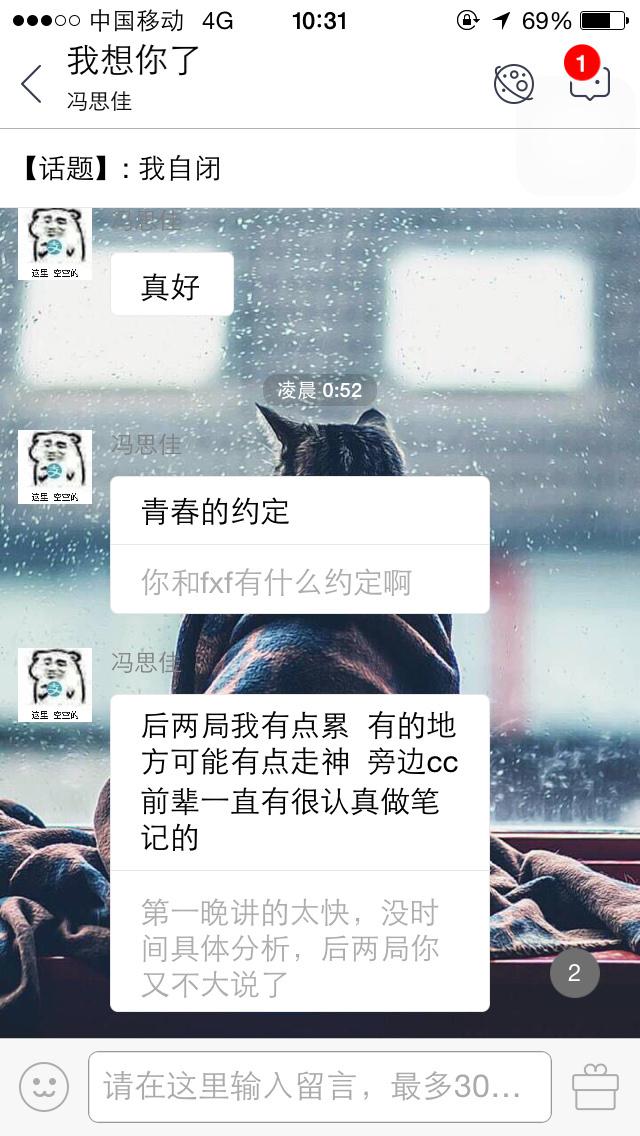 中国移动 4G 10:31 69%
我想你了
冯思佳
1
【话题】: 我自闭
冯思佳
这里 空空的
真好
凌晨 0:52
冯思佳
这里 空空的
青春的约定
你和fxf有什么约定啊
冯思佳
这里 空空的
后两局我有点累 有的地
方可能有点走神 旁边cc
前辈一直有很认真做笔
记的
第一晚讲的太快，没时
间具体分析，后两局你
又不大说了
2
请在这里输入留言，最多30...